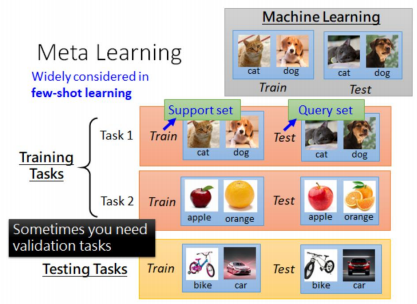 Machine Learning
cat dog cat dog
Train Test
Meta Learning
Widely considered in
few-shot learning
Support set Query set
Task 1 Train Test
cat dog cat dog
Training
Tasks
Task 2 Train Test
apple orange apple orange
Sometimes you need
validation tasks
Testing Tasks Train Test
bike car bike car